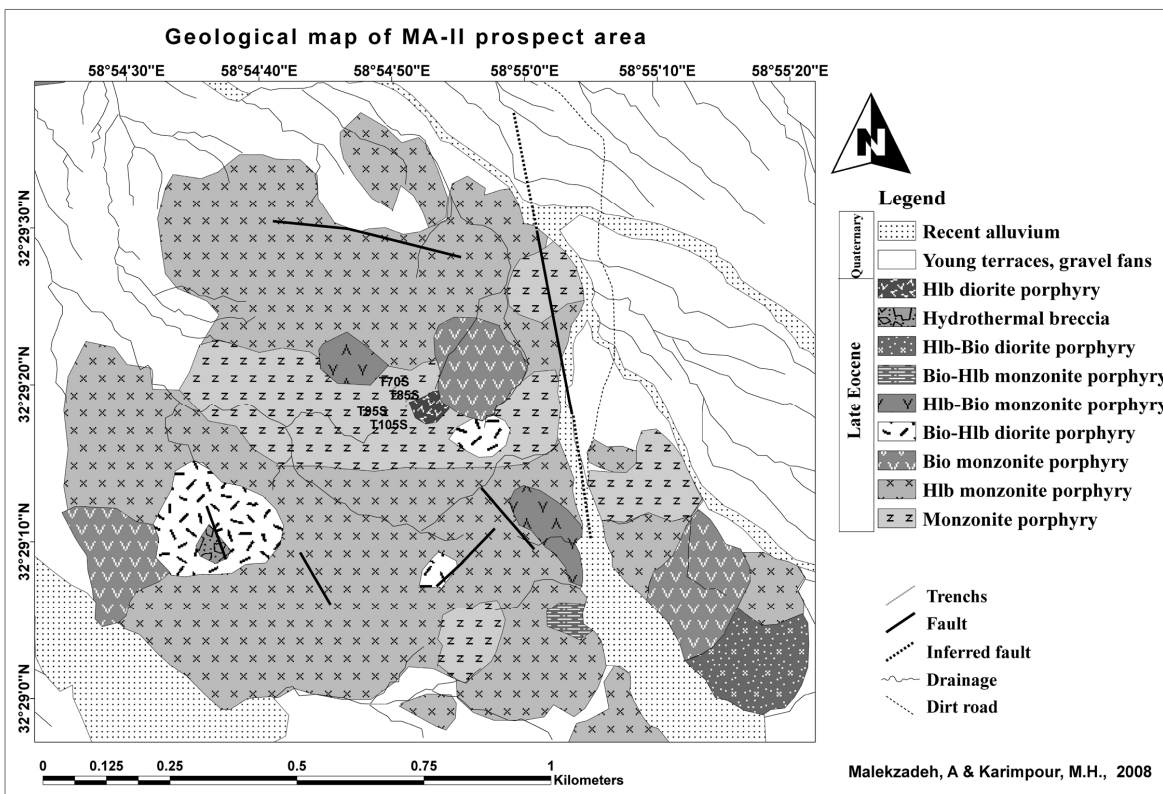 Geological map of MA-II prospect area
58°54'30"E 58°54'40"E 58°54'50"E 58°55'0"E 58°55'10"E 58°55'20"E
32°29'30"N
32°29'20"N
32°29'10"N
32°29'0"N
T70S
T85S
T95S
T105S
N
Legend
Quaternary
Recent alluvium
Young terraces, gravel fans
Late Eocene
Hlb diorite porphyry
Hydrothermal breccia
Hlb-Bio diorite porphyry
Bio-Hlb monzonite porphyry
Hlb-Bio monzonite porphyry
Bio-Hlb diorite porphyry
Bio monzonite porphyry
Hlb monzonite porphyry
Monzonite porphyry
Trenchs
Fault
Inferred fault
Drainage
Dirt road
0 0.125 0.25 0.5 0.75 1
Kilometers
Malekzadeh, A & Karimpour, M.H., 2008